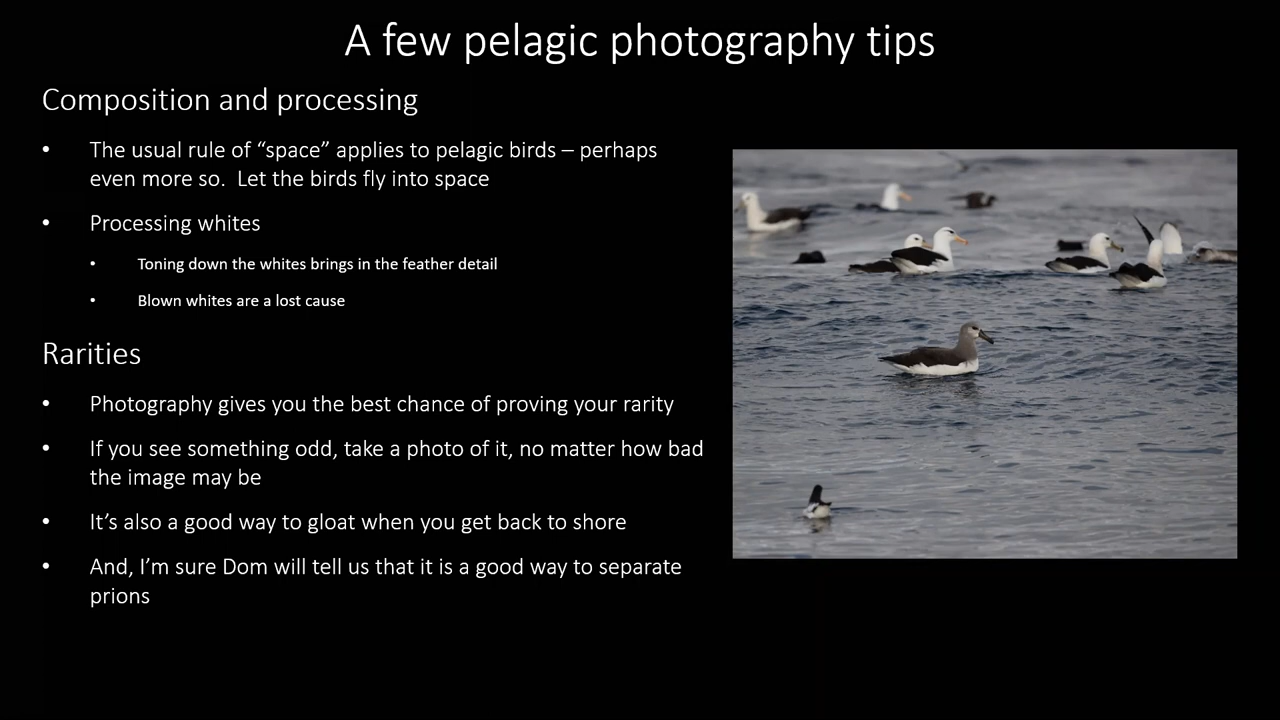 A few pelagic photography tips
Composition and processing
• The usual rule of “space” applies to pelagic birds – perhaps
even more so.  Let the birds fly into space
• Processing whites
• Toning down the whites brings in the feather detail
• Blown whites are a lost cause
Rarities
• Photography gives you the best chance of proving your rarity
• If you see something odd, take a photo of it, no matter how bad
the image may be
• It’s also a good way to gloat when you get back to shore
• And, I’m sure Dom will tell us that it is a good way to separate
prions